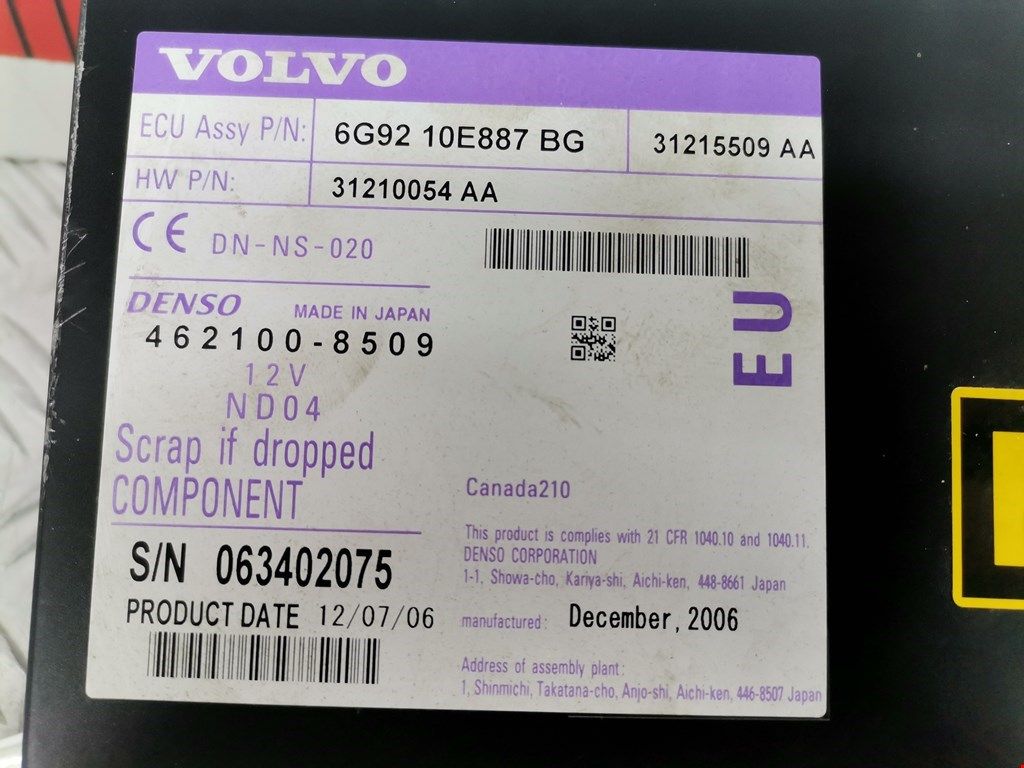 VOLVO
ECU Assy P/N: 6G92 10E887 BG 31215509 AA
HW P/N: 31210054 AA
CE DN-NS-020
DENSO MADE IN JAPAN
462100-8509
12V
ND04
EU
Scrap if dropped
COMPONENT
Canada210
This product is complies with 21 CFR 1040.10 and 1040.11.
DENSO CORPORATION
1-1, Showa-cho, Kariya-shi, Aichi-ken, 448-8661 Japan
S/N 063402075
PRODUCT DATE 12/07/06
manufactured: December, 2006
Address of assembly plant:
1, Shinmichi, Takatana-cho, Anjo-shi, Aichi-ken, 446-8507 Japan